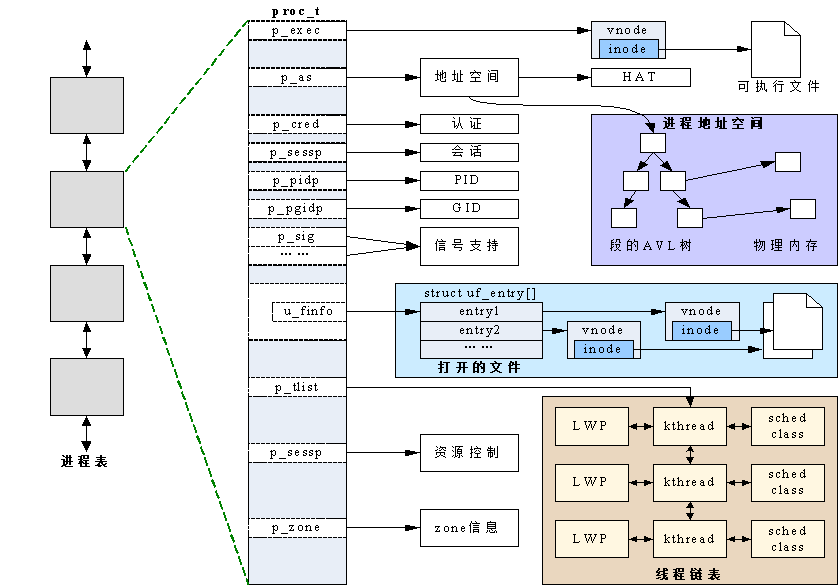 proc_t
p_exec
vnode
inode
可执行文件
p_as
地址空间
HAT
p_cred
认证
进程地址空间
p_sessp
会话
p_pidp
PID
p_pgidp
GID
p_sig
... ...
信号支持
段的AVL树
物理内存
struct uf_entry[]
u_finfo
entry1
vnode
inode
entry2
vnode
inode
... ...
打开的文件
p_tlist
LWP
kthread
sched
class
p_sessp
资源控制
进程表
LWP
kthread
sched
class
p_zone
zone信息
LWP
kthread
sched
class
线程链表